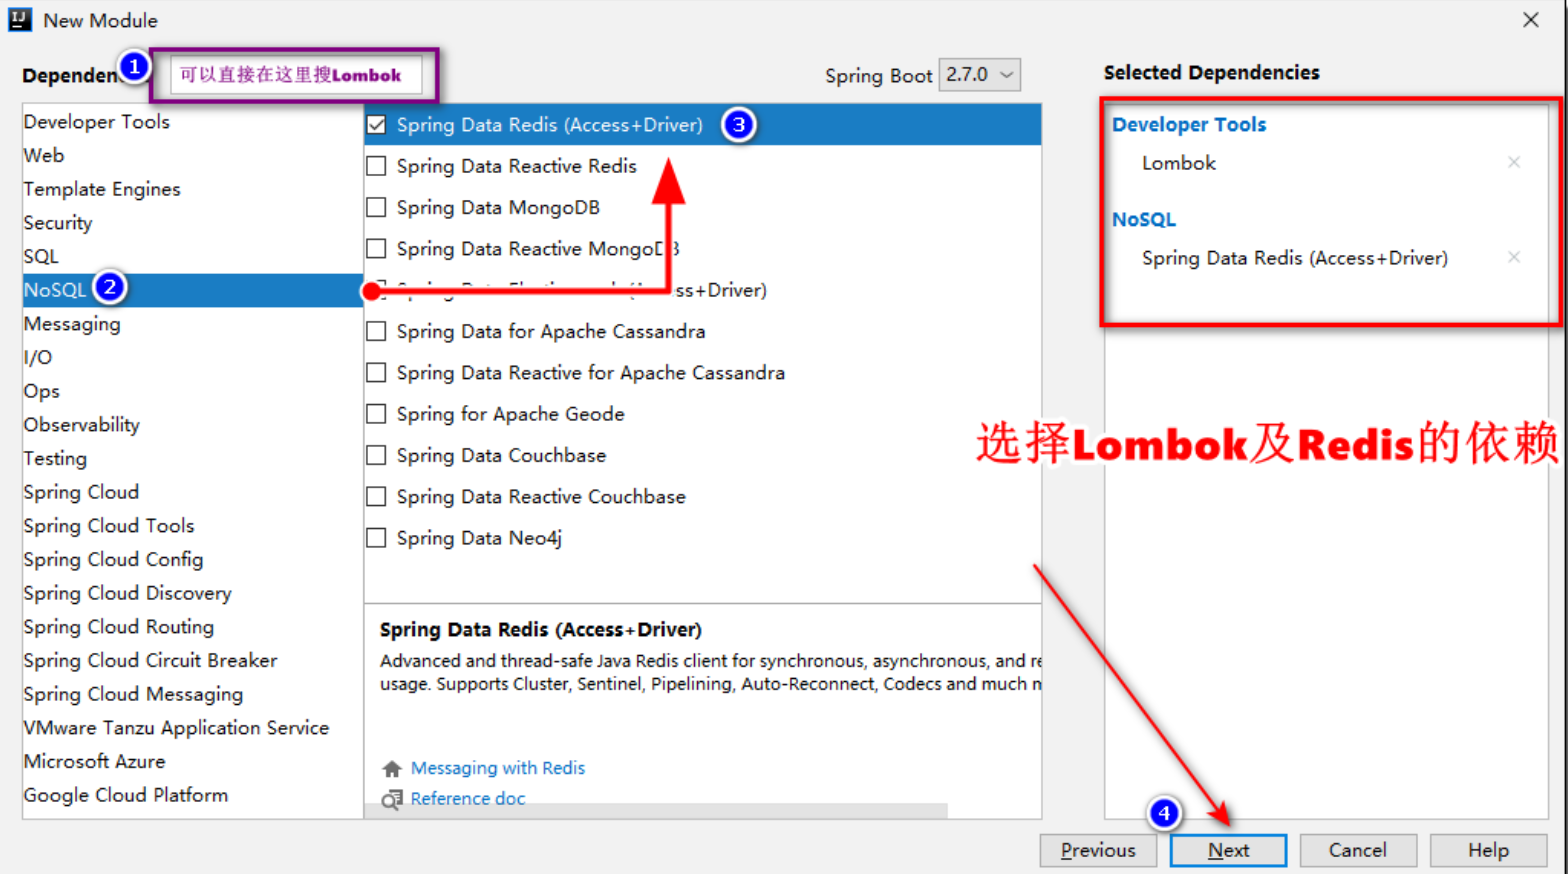 New Module
Dependen
1
可以直接在这里搜Lombok
Spring Boot 2.7.0
Selected Dependencies
Developer Tools
Web
Template Engines
Security
SQL
NoSQL 2
Messaging
I/O
Ops
Observability
Testing
Spring Cloud
Spring Cloud Tools
Spring Cloud Config
Spring Cloud Discovery
Spring Cloud Routing
Spring Cloud Circuit Breaker
Spring Cloud Messaging
VMware Tanzu Application Service
Microsoft Azure
Google Cloud Platform
Spring Data Redis (Access+Driver) 3
Spring Data Reactive Redis
Spring Data MongoDB
Spring Data Reactive MongoDB
ss+Driver)
Spring Data for Apache Cassandra
Spring Data Reactive for Apache Cassandra
Spring for Apache Geode
Spring Data Couchbase
Spring Data Reactive Couchbase
Spring Data Neo4j
Spring Data Redis (Access+Driver)
Advanced and thread-safe Java Redis client for synchronous, asynchronous, and re
usage. Supports Cluster, Sentinel, Pipelining, Auto-Reconnect, Codecs and much m
Messaging with Redis
Reference doc
Developer Tools
Lombok
NoSQL
Spring Data Redis (Access+Driver)
选择Lombok及Redis的依赖
4
Previous
Next
Cancel
Help